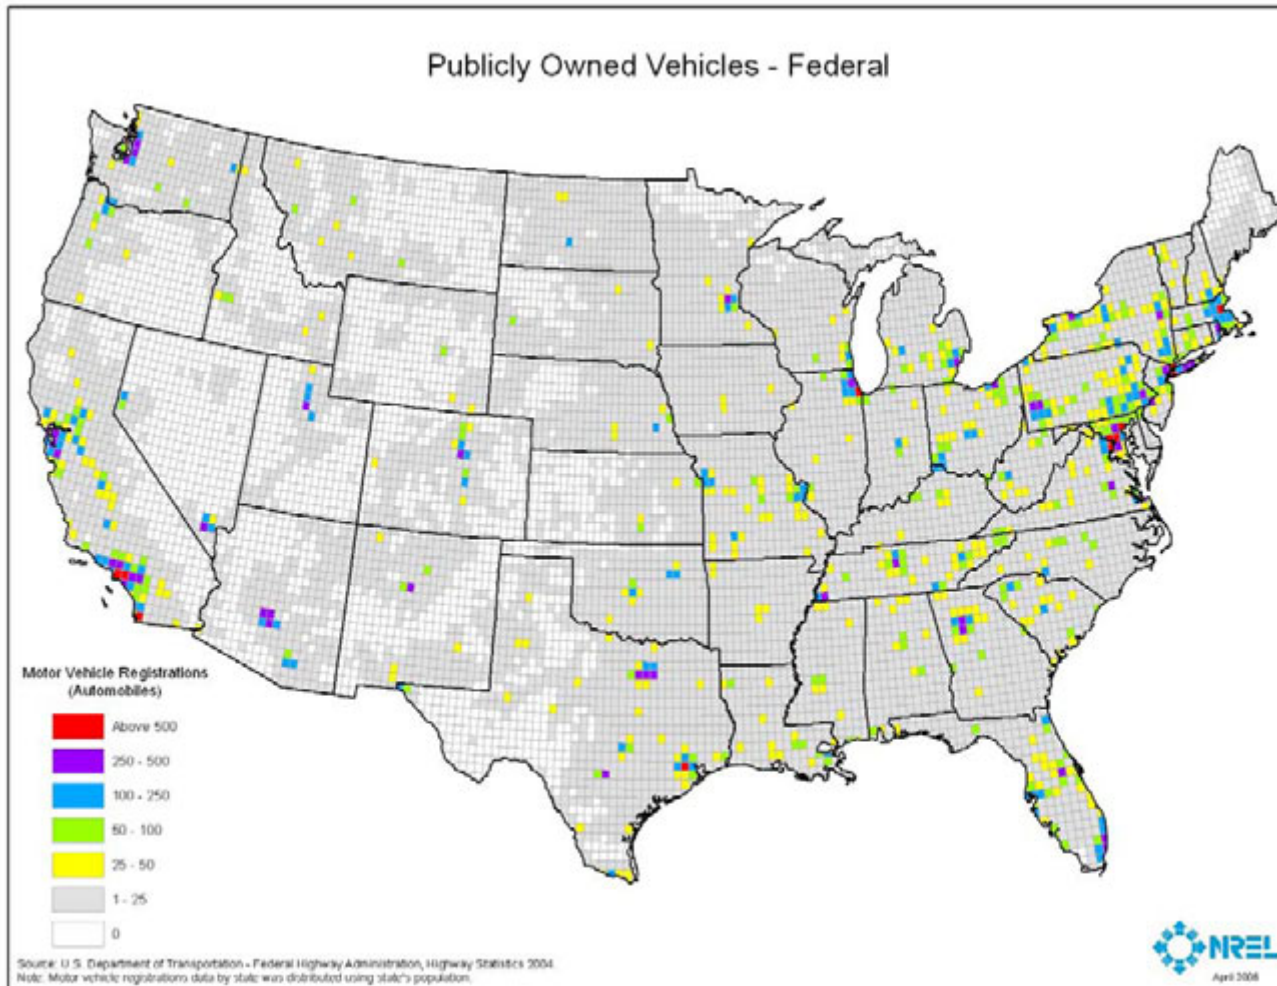 Publicly Owned Vehicles - Federal
Motor Vehicle Registrations
(Automobiles)
Above 500
250 - 500
100 - 250
50 - 100
25 - 50
1 - 25
0
Source: U.S. Department of Transportation - Federal Highway Administration, Highway Statistics 2004
Note: Motor vehicle registrations data by state was distributed using state's population.
NREL